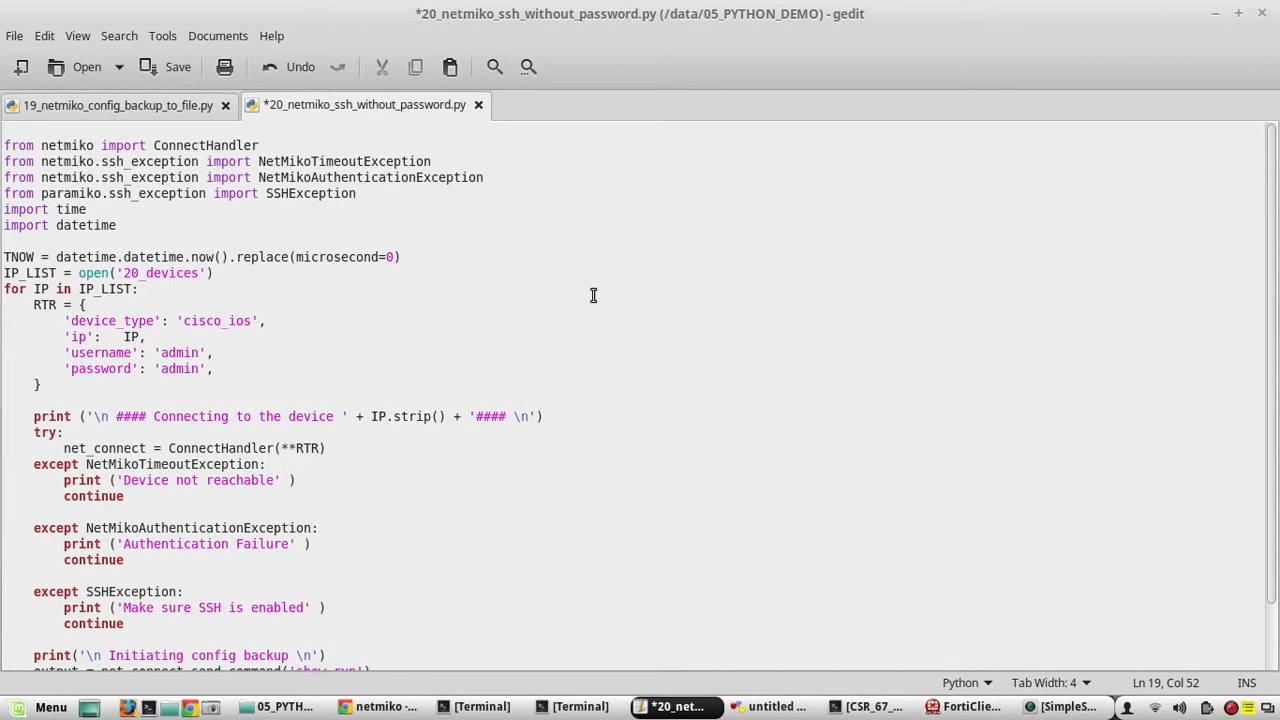 *20_netmiko_ssh_without_password.py (/data/05_PYTHON_DEMO) - gedit
File Edit View Search Tools Documents Help
Open Save Undo
19_netmiko_config_backup_to_file.py *20_netmiko_ssh_without_password.py
from netmiko import ConnectHandler
from netmiko.ssh_exception import NetMikoTimeoutException
from netmiko.ssh_exception import NetMikoAuthenticationException
from paramiko.ssh_exception import SSHException
import time
import datetime
TNOW = datetime.datetime.now().replace(microsecond=0)
IP_LIST = open('20_devices')
for IP in IP_LIST:
    RTR = {
        'device_type': 'cisco_ios',
        'ip':   IP,
        'username': 'admin',
        'password': 'admin',
    }
    print ('\n #### Connecting to the device ' + IP.strip() + '#### \n')
    try:
        net_connect = ConnectHandler(**RTR)
    except NetMikoTimeoutException:
        print ('Device not reachable' )
        continue
    except NetMikoAuthenticationException:
        print ('Authentication Failure' )
        continue
    except SSHException:
        print ('Make sure SSH is enabled' )
        continue
    print('\n Initiating config backup \n')
    output = net_connect.send_command('show run')
Python Tab Width: 4 Ln 19, Col 52 INS
Menu 05_PYTH... netmiko -... [Terminal] [Terminal] *20_net... untitled ... [CSR_67_... FortiClie... [SimpleS...